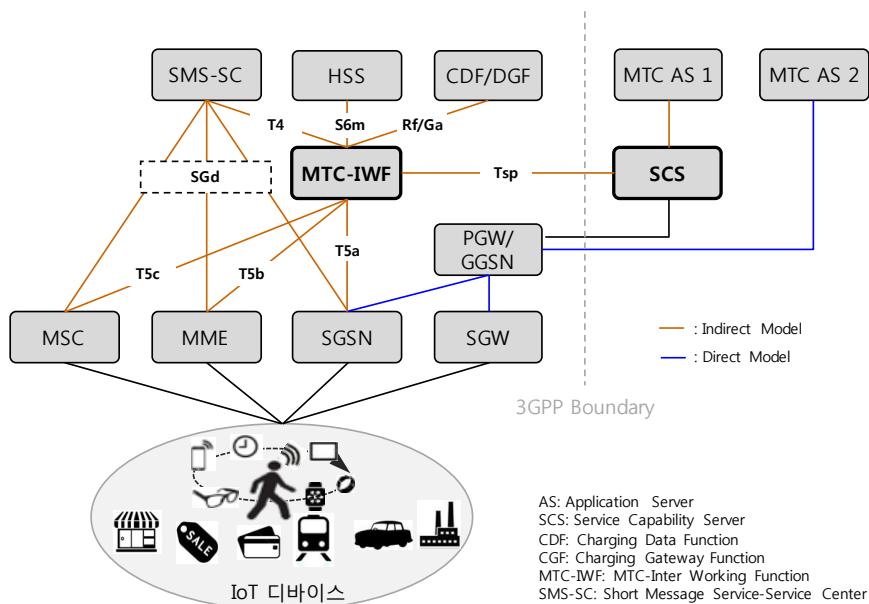 SMS-SC
HSS
CDF/DGF
MTC AS 1
MTC AS 2
T4
S6m
Rf/Ga
SGd
MTC-IWF
Tsp
SCS
T5a
PGW/
GGSN
T5c
T5b
MSC
MME
SGSN
SGW
: Indirect Model
: Direct Model
3GPP Boundary
SALE
IoT 디바이스
AS: Application Server
SCS: Service Capability Server
CDF: Charging Data Function
CGF: Charging Gateway Function
MTC-IWF: MTC-Inter Working Function
SMS-SC: Short Message Service-Service Center